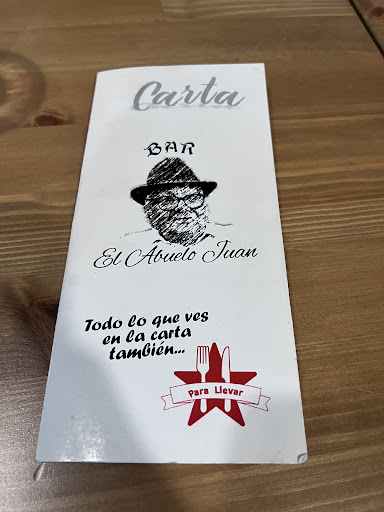 Carta
BAR
El Abuelo Juan
Todo lo que ves
en la carta
también...
Para Llevar